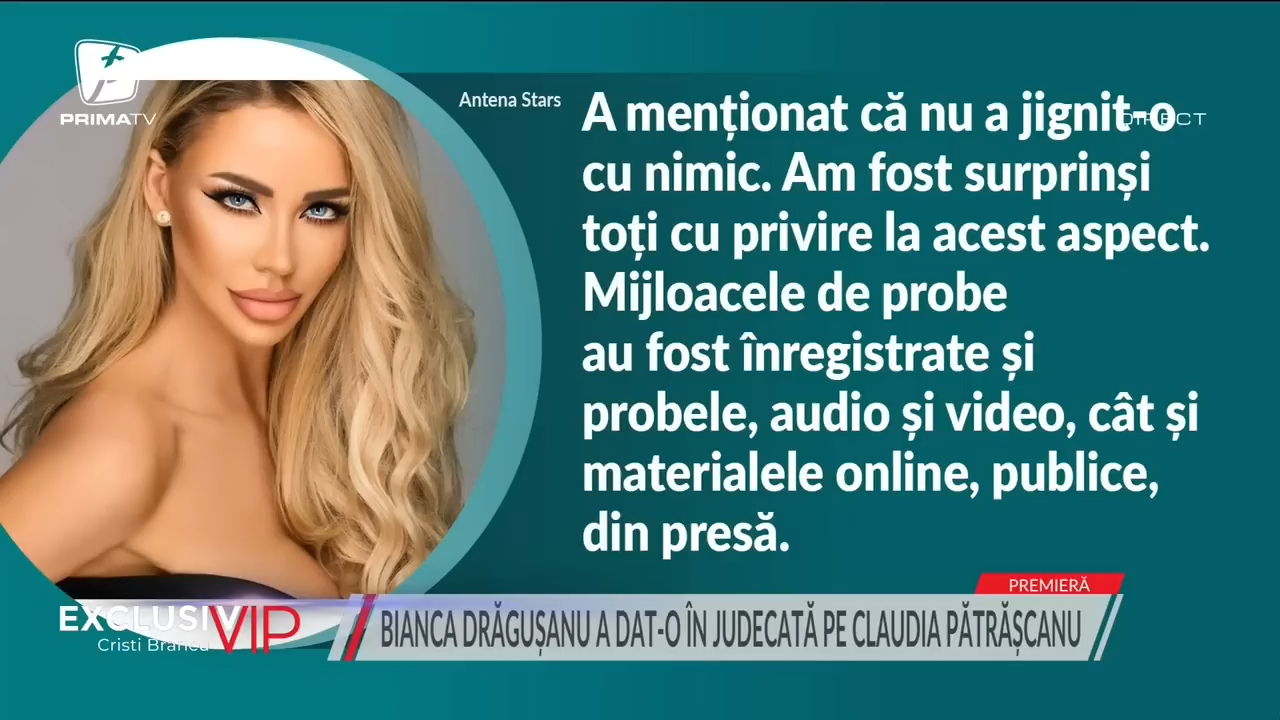 PRIMATV
Antena Stars
DIRECT
A menționat că nu a jignit-o
cu nimic. Am fost surprinși
toți cu privire la acest aspect.
Mijloacele de probe
au fost înregistrate și
probele, audio și video, cât și
materialele online, publice,
din presă.
PREMIERĂ
EXCLUSIV VIP
Cristi Brancu
BIANCA DRĂGUȘANU A DAT-O ÎN JUDECATĂ PE CLAUDIA PĂTRĂȘCANU